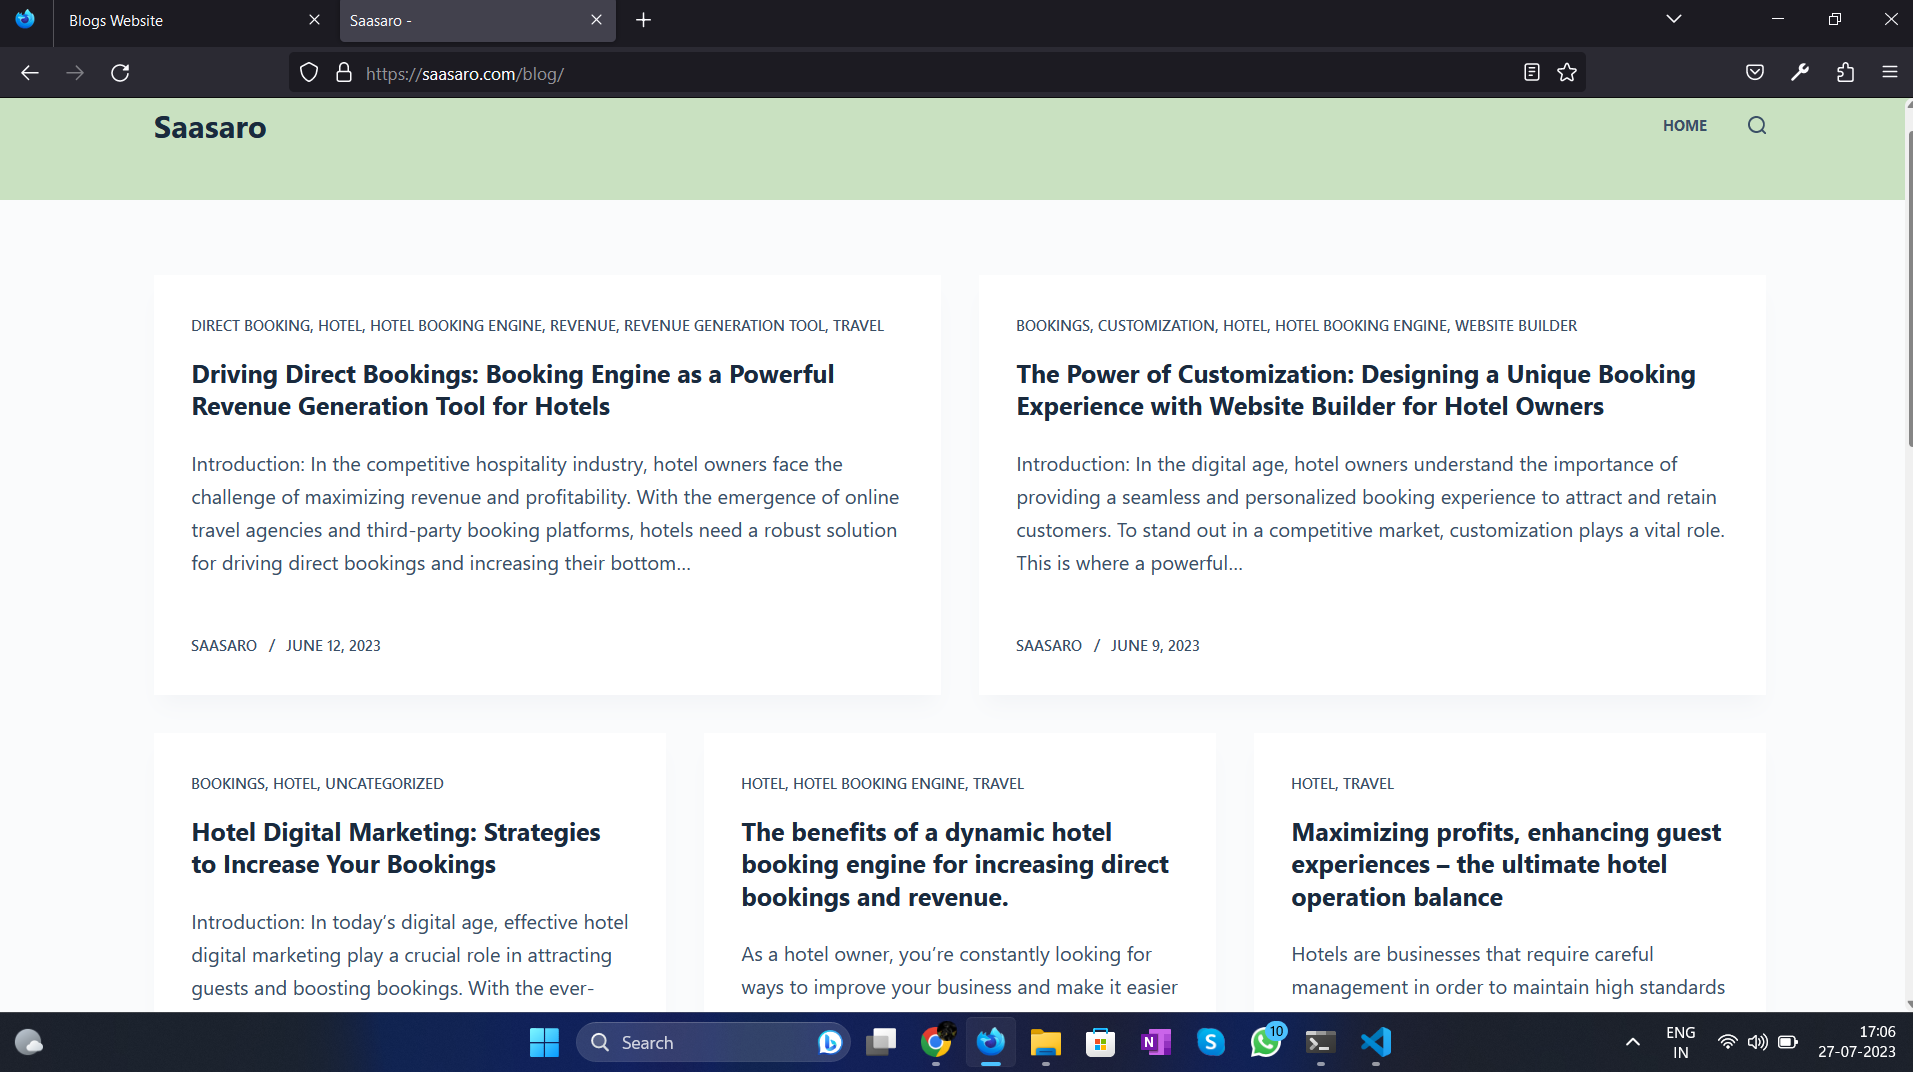 Blogs Website
Saasaro -
https://saasaro.com/blog/
Saasaro
HOME
DIRECT BOOKING, HOTEL, HOTEL BOOKING ENGINE, REVENUE, REVENUE GENERATION TOOL, TRAVEL
Driving Direct Bookings: Booking Engine as a Powerful
Revenue Generation Tool for Hotels
Introduction: In the competitive hospitality industry, hotel owners face the
challenge of maximizing revenue and profitability. With the emergence of online
travel agencies and third-party booking platforms, hotels need a robust solution
for driving direct bookings and increasing their bottom…
SAASARO / JUNE 12, 2023
BOOKINGS, CUSTOMIZATION, HOTEL, HOTEL BOOKING ENGINE, WEBSITE BUILDER
The Power of Customization: Designing a Unique Booking
Experience with Website Builder for Hotel Owners
Introduction: In the digital age, hotel owners understand the importance of
providing a seamless and personalized booking experience to attract and retain
customers. To stand out in a competitive market, customization plays a vital role.
This is where a powerful…
SAASARO / JUNE 9, 2023
BOOKINGS, HOTEL, UNCATEGORIZED
Hotel Digital Marketing: Strategies
to Increase Your Bookings
Introduction: In today’s digital age, effective hotel
digital marketing play a crucial role in attracting
guests and boosting bookings. With the ever-
HOTEL, HOTEL BOOKING ENGINE, TRAVEL
The benefits of a dynamic hotel
booking engine for increasing direct
bookings and revenue.
As a hotel owner, you’re constantly looking for
ways to improve your business and make it easier
HOTEL, TRAVEL
Maximizing profits, enhancing guest
experiences – the ultimate hotel
operation balance
Hotels are businesses that require careful
management in order to maintain high standards
Search
N
S
10
ENG
IN
17:06
27-07-2023